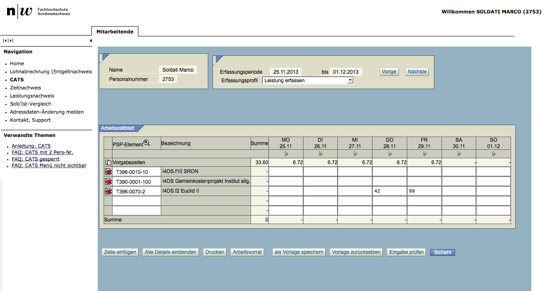 n|w Fachhochschule
Nordwestschweiz
Willkommen SOLDATI MARCO (2753)
Mitarbeitende
Navigation
Home
Lohnabrechnung (Entgeltnachweis
CATS
Zeitnachweis
Leistungsnachweis
Soll/Ist-Vergleich
Adressdaten-Änderung melden
Kontakt, Support
Verwandte Themen
Anleitung: CATS
FAQ: CATS mit 2 Pers-Nr.
FAQ: CATS gesperrt
FAQ: CATS Menü nicht sichtbar
Name Soldati Marco
Personalnummer 2753
Erfassungsperiode 25.11.2013 bis 01.12.2013 Vorige Nächste
Erfassungsprofil Leistung erfassen
Arbeitszeitblatt
PSP-Element Bezeichnung Summe MO 25.11 DI 26.11 MI 27.11 DO 28.11 FR 29.11 SA 30.11 SO 01.12
Vorgabezeiten 33.60 6.72 6.72 6.72 6.72 6.72 - -
T396-0010-10 I4DS.f10 SRON -
T390-0001-100 I4DS Gemeinkostenprojekt Institut allg. -
T396-0070-2 I4DS.f2 Euclid II - 42 99
-
-
Summe 0 - - - - - - -
Zeile einfügen Alle Details einblenden Drucken Arbeitsvorrat als Vorlage speichern Vorlage zurücksetzen Eingabe prüfen Sichern